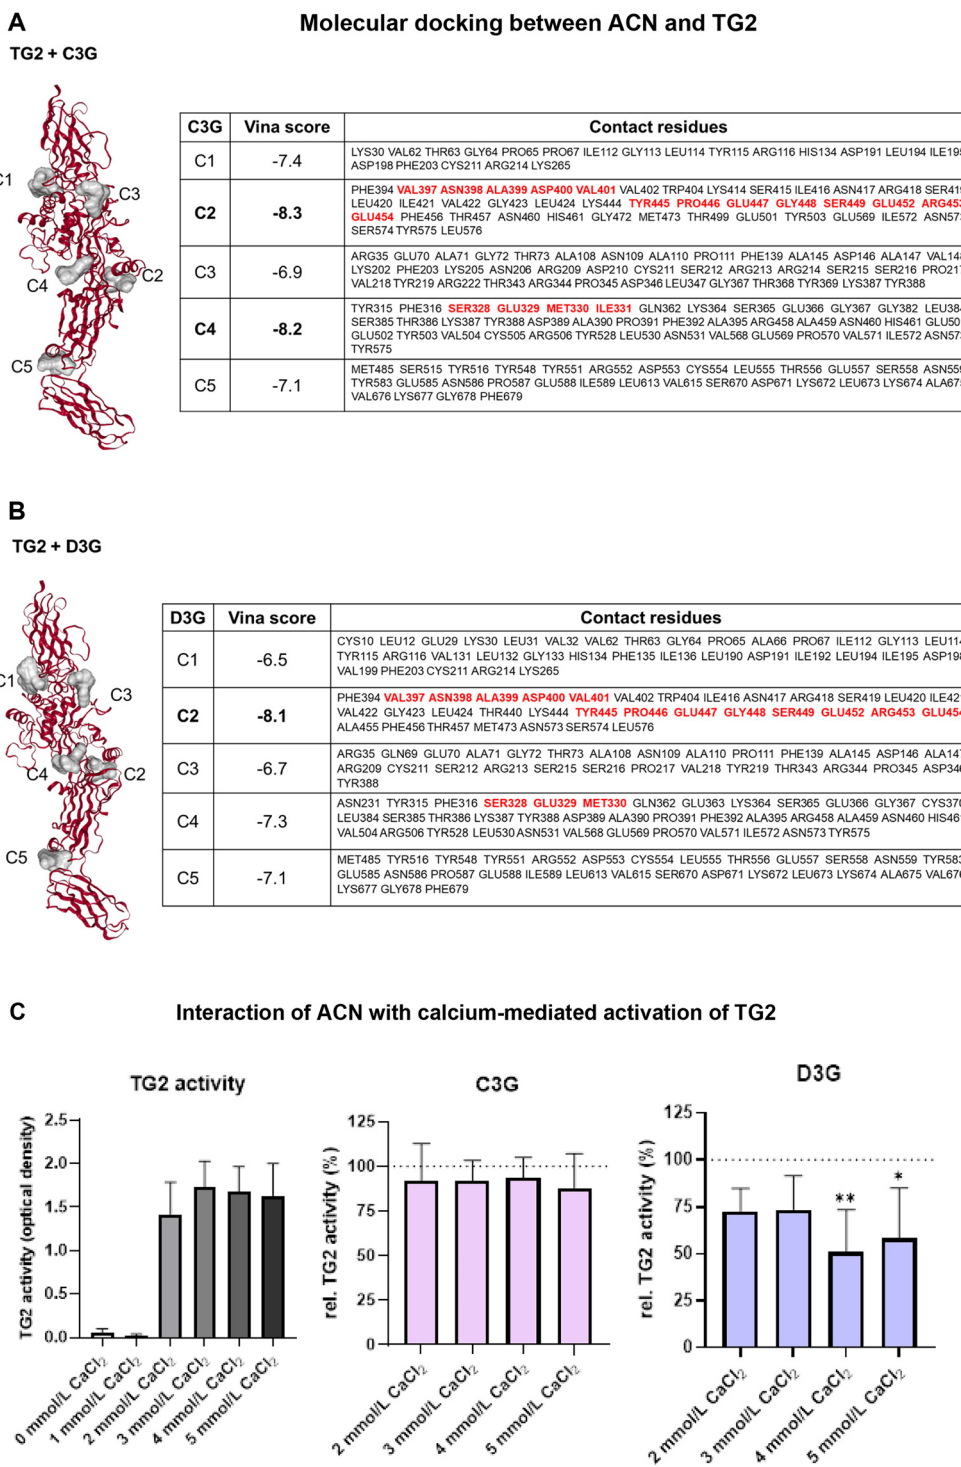 A
Molecular docking between ACN and TG2
TG2 + C3G
C1
C3
C4
C2
C5
C3G Vina score Contact residues
C1 -7.4
LYS30 VAL62 THR63 GLY64 PRO65 PRO67 ILE112 GLY113 LEU114 TYR115 ARG116 HIS134 ASP191 LEU194 ILE195
ASP198 PHE203 CYS211 ARG214 LYS265
C2 -8.3
PHE394 VAL397 ASN398 ALA399 ASP400 VAL401 VAL402 TRP404 LYS414 SER415 ILE416 ASN417 ARG418 SER419
LEU420 ILE421 VAL422 GLY423 LEU424 LYS444 TYR445 PRO446 GLU447 GLY448 SER449 GLU452 ARG453
GLU454 PHE456 THR457 ASN460 HIS461 GLY472 MET473 THR499 GLU501 TYR503 GLU569 ILE572 ASN573
SER574 TYR575 LEU576
C3 -6.9
ARG35 GLU70 ALA71 GLY72 THR73 ALA108 ASN109 ALA110 PRO111 PHE139 ALA145 ASP146 ALA147 VAL148
LYS202 PHE203 LYS205 ASN206 ARG209 ASP210 CYS211 SER212 ARG213 ARG214 SER215 SER216 PRO217
VAL218 TYR219 ARG222 THR343 ARG344 PRO345 ASP346 LEU347 GLY367 THR368 TYR369 LYS387 TYR388
C4 -8.2
TYR315 PHE316 SER328 GLU329 MET330 ILE331 GLN362 LYS364 SER365 GLU366 GLY367 GLY382 LEU384
SER385 THR386 LYS387 TYR388 ASP389 ALA390 PRO391 PHE392 ALA395 ARG458 ALA459 ASN460 HIS461
GLU502 TYR503 VAL504 CYS505 ARG506 TYR528 LEU530 ASN531 VAL568 GLU569 PRO570 VAL571 ILE572
TYR575
C5 -7.1
MET485 SER515 TYR516 TYR548 TYR551 ARG552 ASP553 CYS554 LEU555 THR556 GLU557 SER558 ASN559
TYR583 GLU585 ASN586 PRO587 GLU588 ILE589 LEU613 VAL615 SER670 ASP671 LYS672 LEU673 LYS674 ALA675
VAL676 LYS677 GLY678 PHE679
B
TG2 + D3G
C1
C3
C4
C2
C5
D3G Vina score Contact residues
C1 -6.5
CYS10 LEU12 GLU29 LYS30 LEU31 VAL32 VAL62 THR63 GLY64 PRO65 ALA66 PRO67 ILE112 GLY113 LEU114
TYR115 ARG116 VAL131 LEU132 GLY133 HIS134 PHE135 ILE136 LEU190 ASP191 ILE192 LEU194 ILE195 ASP198
VAL199 PHE203 CYS211 ARG214 LYS265
C2 -8.1
PHE394 VAL397 ASN398 ALA399 ASP400 VAL401 VAL402 TRP404 ILE416 ASN417 ARG418 SER419 LEU420 ILE421
VAL422 GLY423 LEU424 THR440 LYS444 TYR445 PRO446 GLU447 GLY448 SER449 GLU452 ARG453 GLU454
ALA455 PHE456 THR457 MET473 ASN573 SER574 LEU576
C3 -6.7
ARG35 GLN69 GLU70 ALA71 GLY72 THR73 ALA108 ASN109 ALA110 PRO111 PHE139 ALA145 ASP146 ALA147
ARG209 CYS211 SER212 ARG213 SER215 SER216 PRO217 VAL218 TYR219 THR343 ARG344 PRO345 ASP346
TYR388
C4 -7.3
ASN231 TYR315 PHE316 SER328 GLU329 MET330 GLN362 GLU363 LYS364 SER365 GLU366 GLY367 CYS370
LEU384 SER385 THR386 LYS387 TYR388 ASP389 ALA390 PRO391 PHE392 ALA395 ARG458 ALA459 ASN460 HIS461
VAL504 ARG506 TYR528 LEU530 ASN531 VAL568 GLU569 PRO570 VAL571 ILE572 ASN573 TYR575
C5 -7.1
MET485 TYR516 TYR548 TYR551 ARG552 ASP553 CYS554 LEU555 THR556 GLU557 SER558 ASN559 TYR583
GLU585 ASN586 PRO587 GLU588 ILE589 LEU613 VAL615 SER670 ASP671 LYS672 LEU673 LYS674 ALA675 VAL676
LYS677 GLY678 PHE679
C
Interaction of ACN with calcium-mediated activation of TG2
TG2 activity
TG2 activity (optical density)
2.5
2.0
1.5
1.0
0.5
0.0
0 mmol/L CaCl₂
1 mmol/L CaCl₂
2 mmol/L CaCl₂
3 mmol/L CaCl₂
4 mmol/L CaCl₂
5 mmol/L CaCl₂
C3G
rel. TG2 activity (%)
125
100
75
50
25
0
2 mmol/L CaCl₂
3 mmol/L CaCl₂
4 mmol/L CaCl₂
5 mmol/L CaCl₂
D3G
rel. TG2 activity (%)
125
100
75
50
25
0
**
*
2 mmol/L CaCl₂
3 mmol/L CaCl₂
4 mmol/L CaCl₂
5 mmol/L CaCl₂